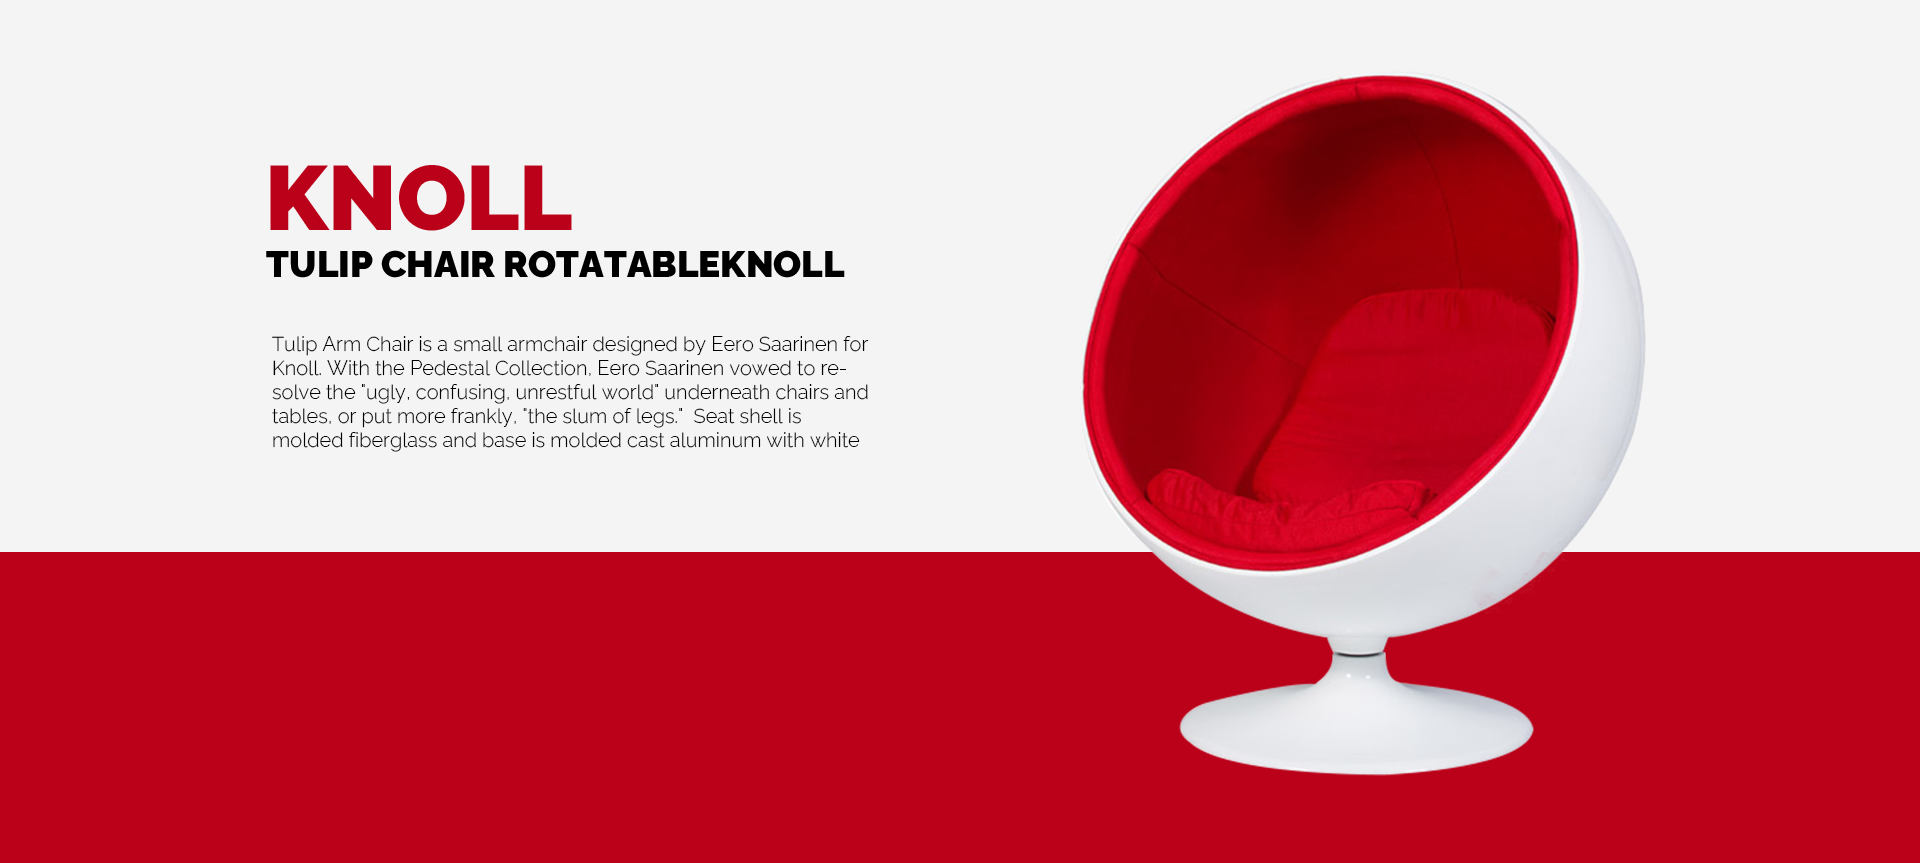 KNOLL
TULIP CHAIR ROTATABLEKNOLL
Tulip Arm Chair is a small armchair designed by Eero Saarinen for
Knoll. With the Pedestal Collection, Eero Saarinen vowed to re-
solve the "ugly, confusing, unrestful world" underneath chairs and
tables, or put more frankly, "the slum of legs."  Seat shell is
molded fiberglass and base is molded cast aluminum with white